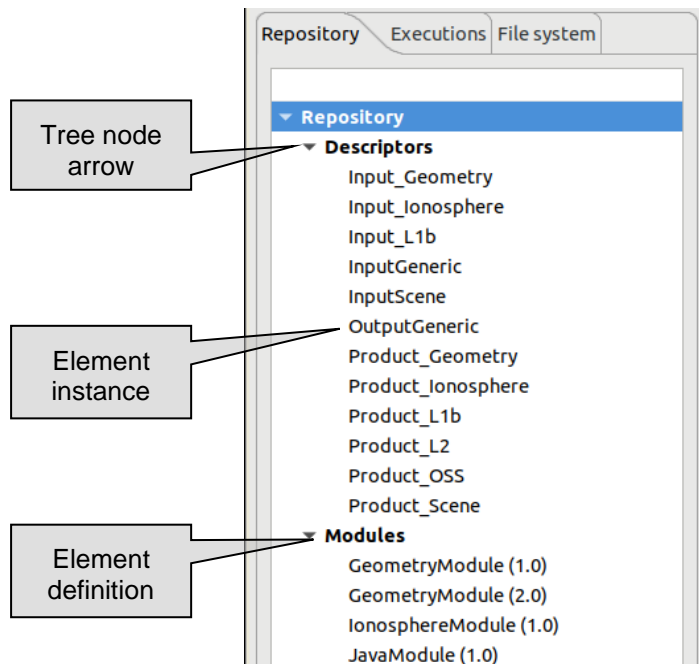 Repository Executions File system
Repository
Tree node
arrow
Descriptors
Input_Geometry
Input_Ionosphere
Input_L1b
InputGeneric
InputScene
Element
instance
OutputGeneric
Product_Geometry
Product_Ionosphere
Product_L1b
Product_L2
Product_OSS
Product_Scene
Element
definition
Modules
GeometryModule (1.0)
GeometryModule (2.0)
IonosphereModule (1.0)
JavaModule (1.0)